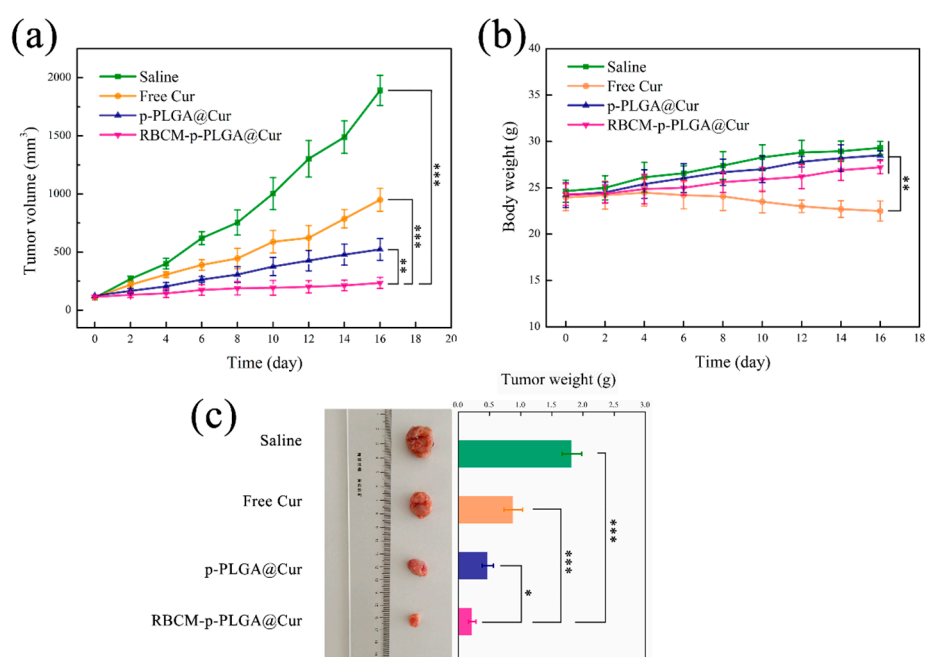 (a)
Saline
Free Cur
p-PLGA@Cur
RBCM-p-PLGA@Cur
Tumor volume (mm³)
2000
1500
1000
500
0
0 2 4 6 8 10 12 14 16 18 20
Time (day)
***
***
**
(b)
Saline
Free Cur
p-PLGA@Cur
RBCM-p-PLGA@Cur
Body weight (g)
40
35
30
25
20
15
10
0 2 4 6 8 10 12 14 16 18
Time (day)
**
(c)
Tumor weight (g)
0.0 0.5 1.0 1.5 2.0 2.5 3.0
Saline
Free Cur
p-PLGA@Cur
RBCM-p-PLGA@Cur
*
***
***